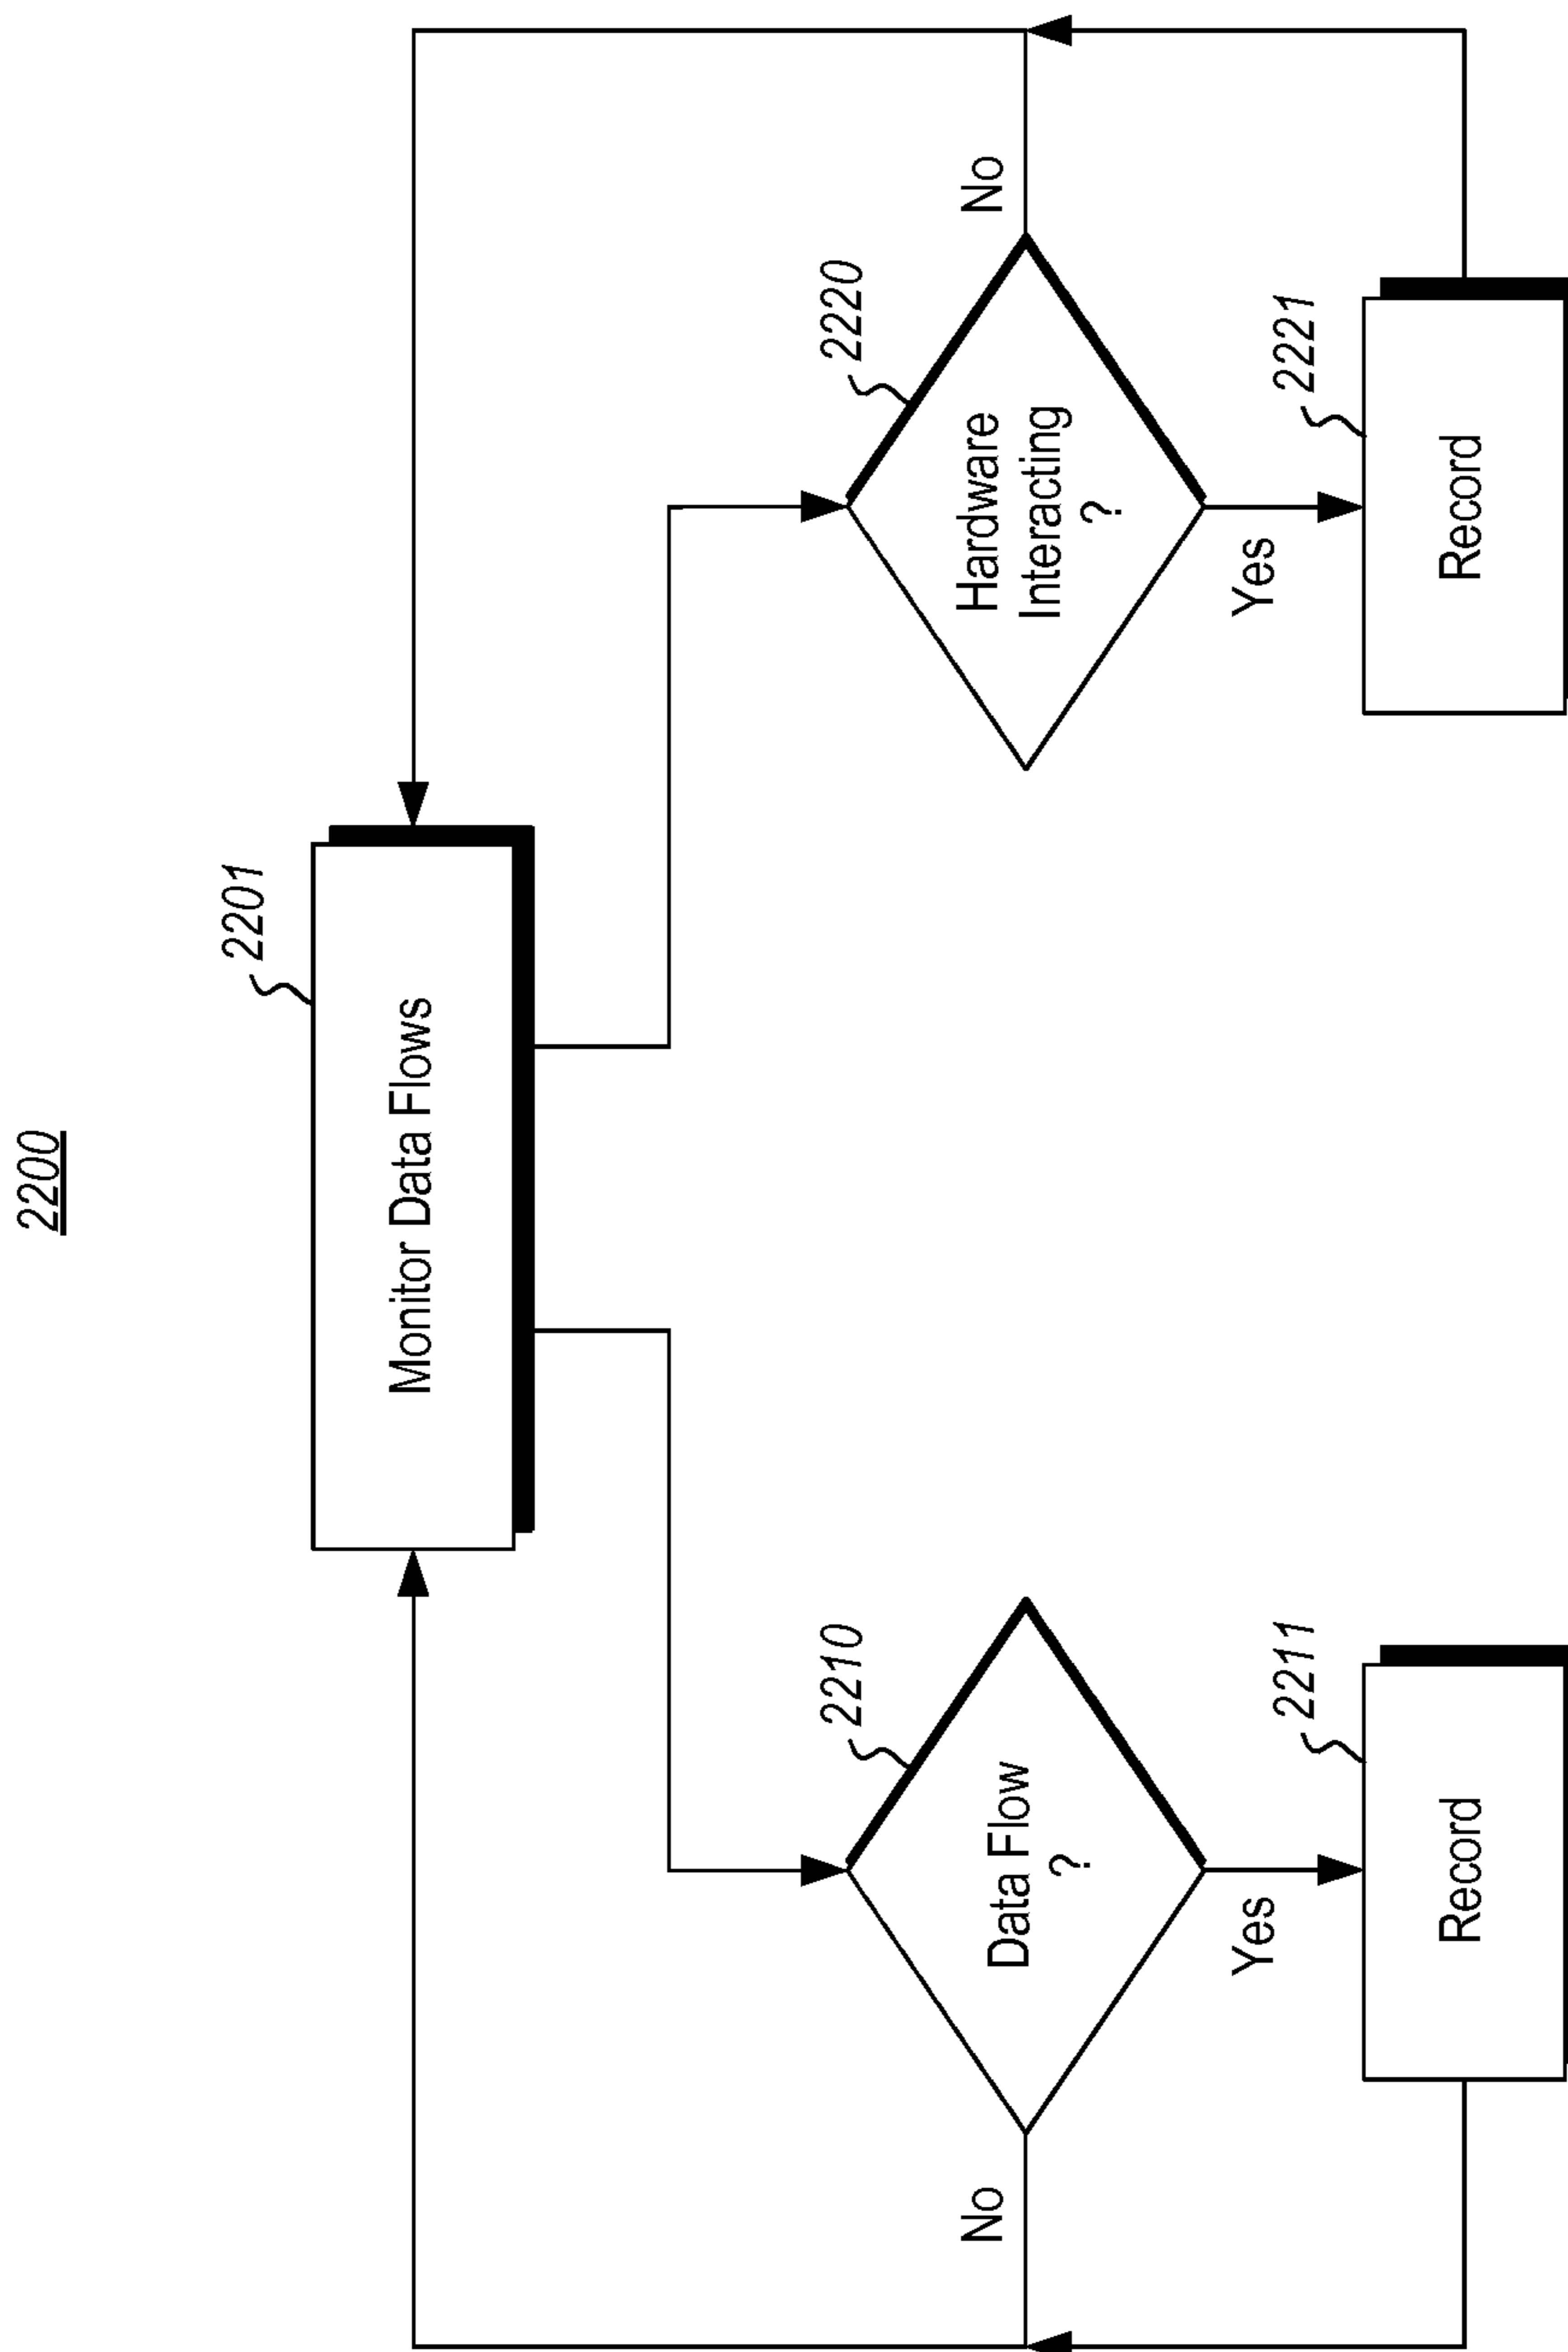 2200
2201
Monitor Data Flows
2210
Data Flow
?
No
Yes
2211
Record
2220
Hardware
Interacting
?
No
Yes
2221
Record